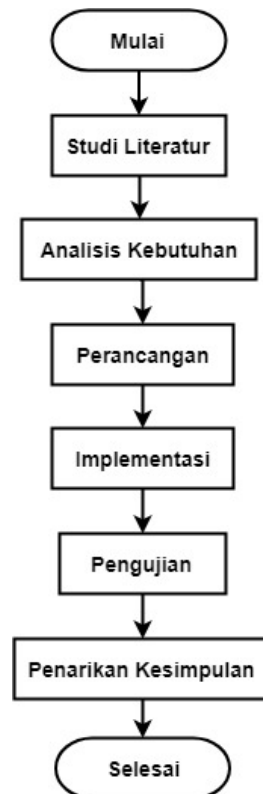 Mulai
Studi Literatur
Analisis Kebutuhan
Perancangan
Implementasi
Pengujian
Penarikan Kesimpulan
Selesai